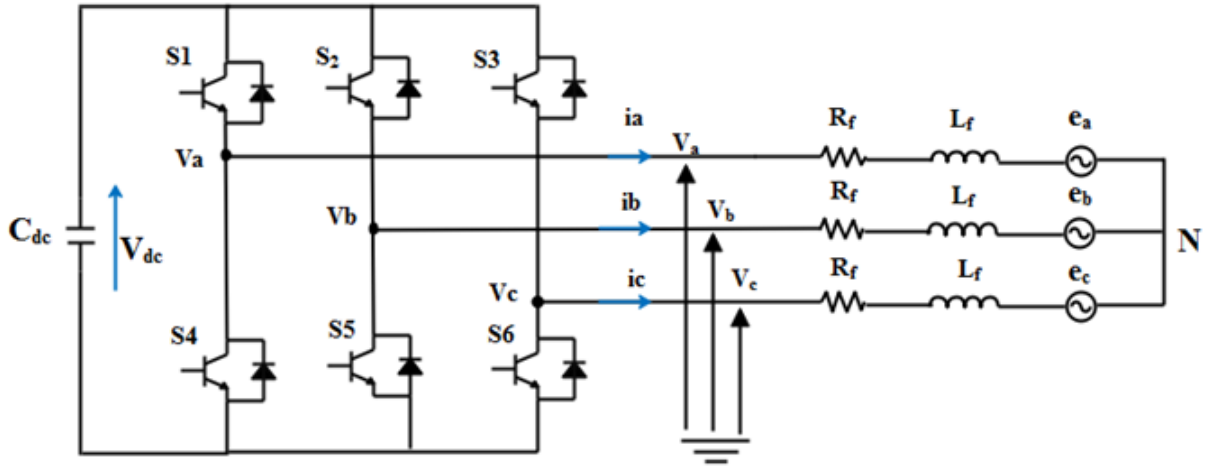 S1
S2
S3
ia
Va
Rf
Lf
ea
Va
Cdc
Vdc
Vb
ib
Vb
Rf
Lf
eb
N
Vc
ic
Vc
Rf
Lf
ec
S4
S5
S6